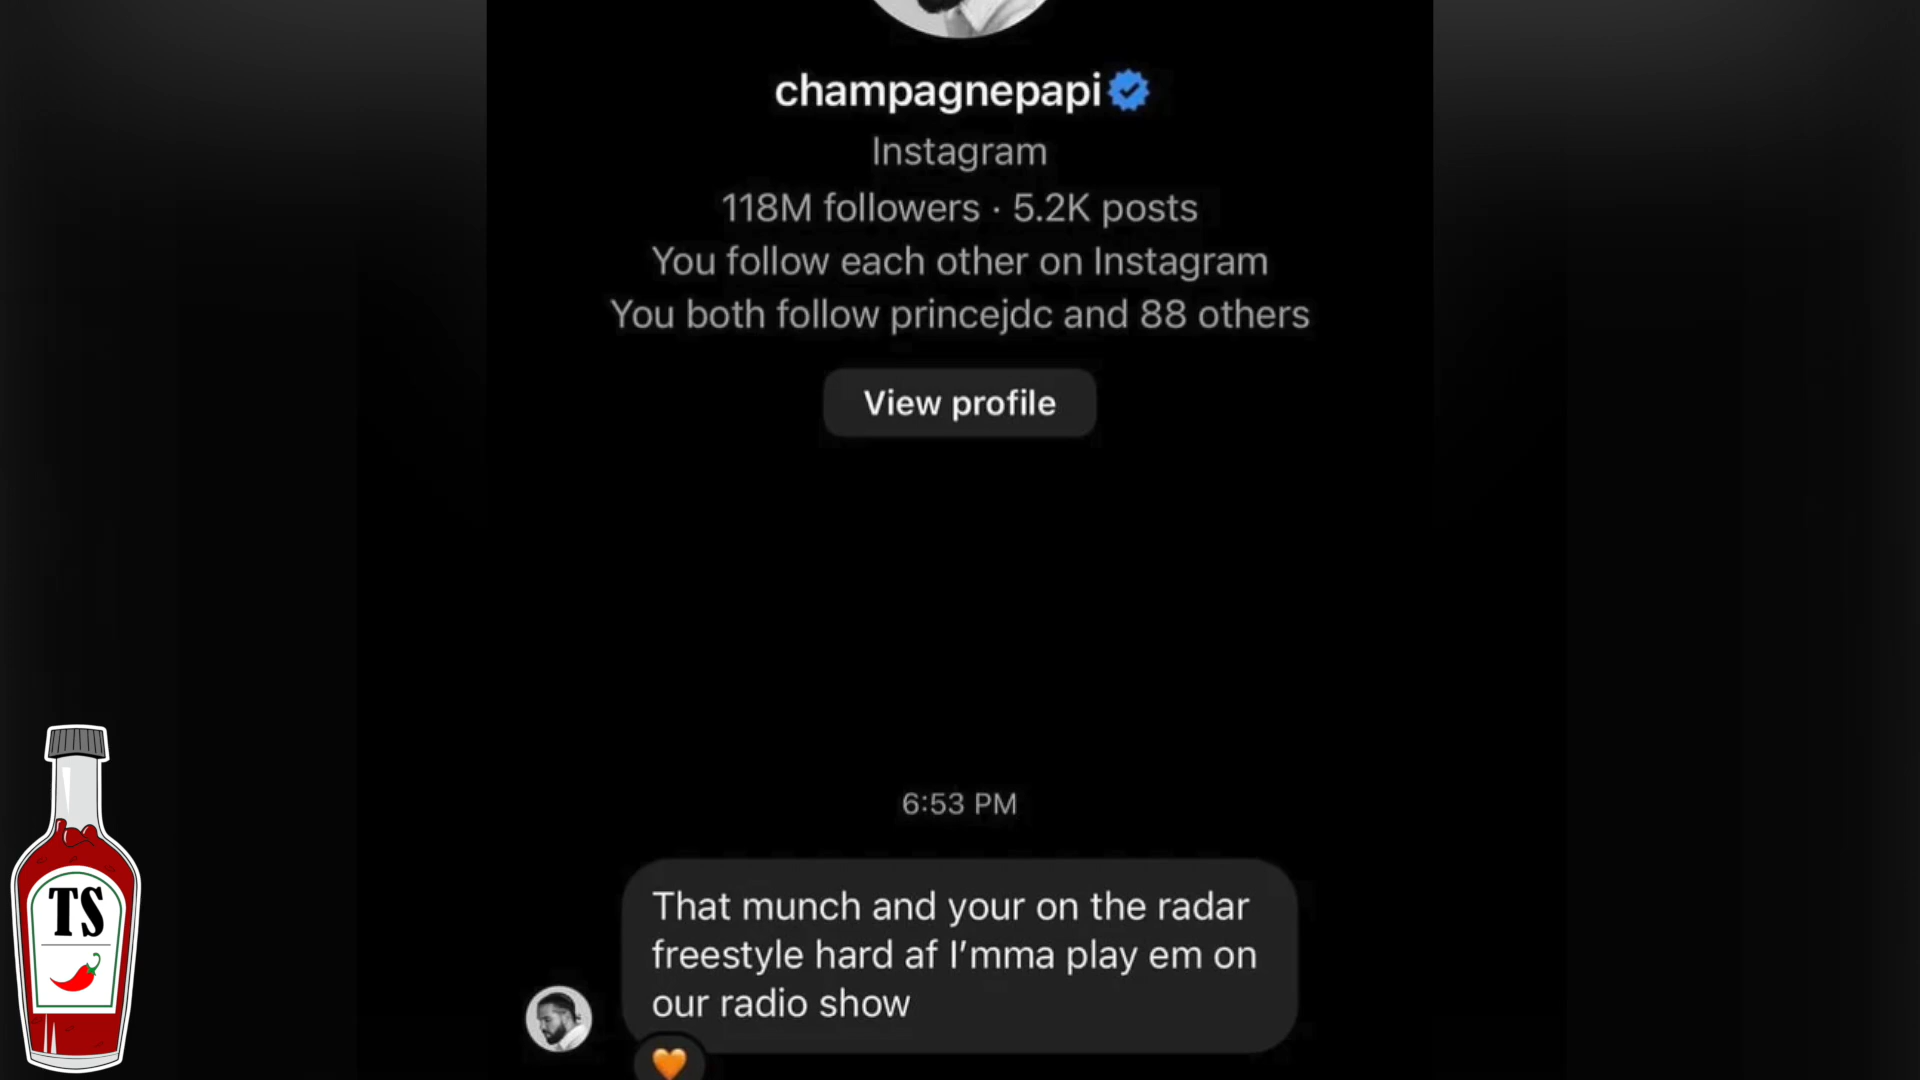 champagnepapi
Instagram
118M followers · 5.2K posts
You follow each other on Instagram
You both follow princejdc and 88 others
View profile
6:53 PM
That munch and your on the radar
freestyle hard af I'mma play em on
our radio show
TS